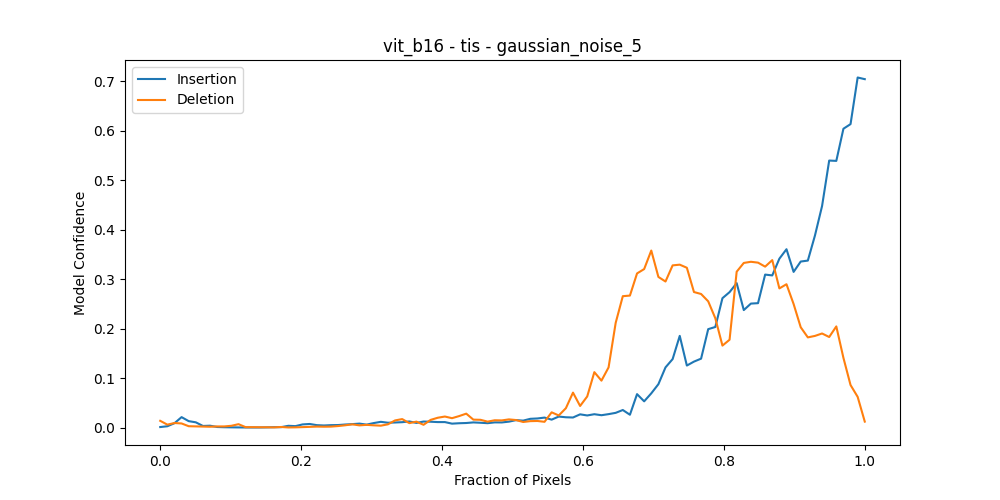 vit_b16 - tis - gaussian_noise_5
Insertion
Deletion
Model Confidence
0.7
0.6
0.5
0.4
0.3
0.2
0.1
0.0
0.0 0.2 0.4 0.6 0.8 1.0
Fraction of Pixels